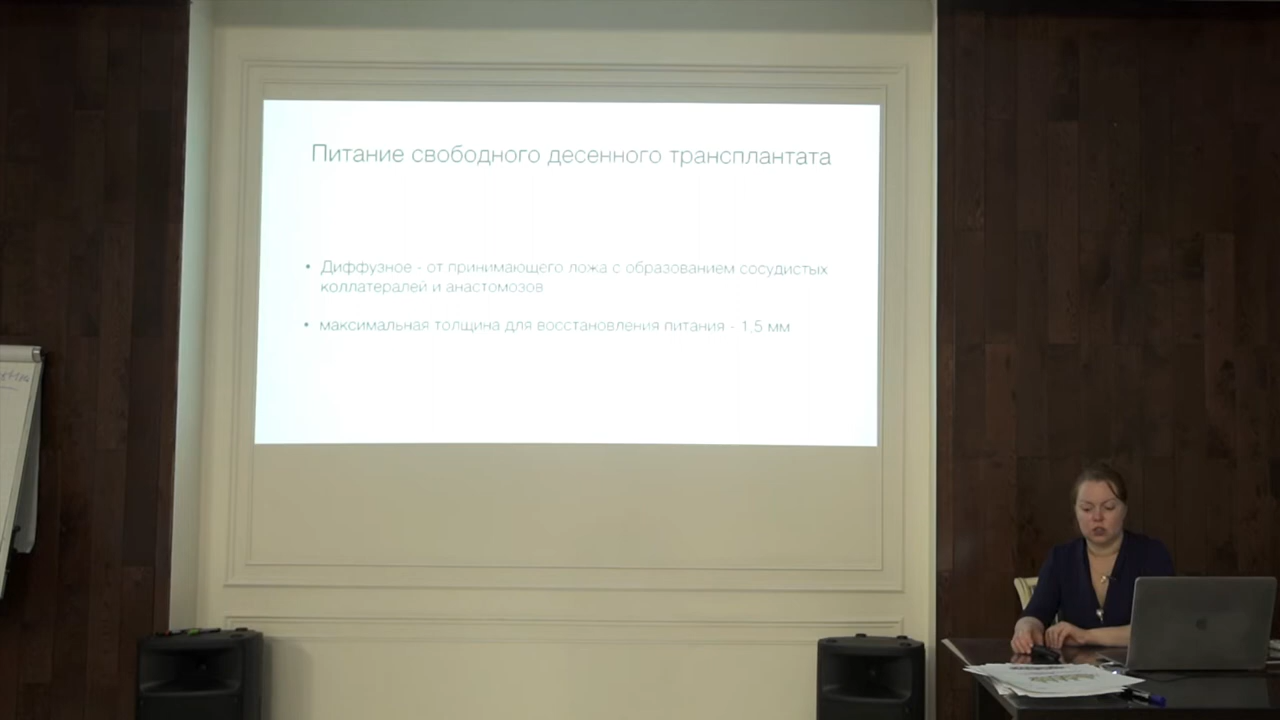 Питание свободного десенного трансплантата
• Диффузное - от принимающего ложа с образованием сосудистых
коллатералей и анастомозов
• максимальная толщина для восстановления питания - 1,5 мм